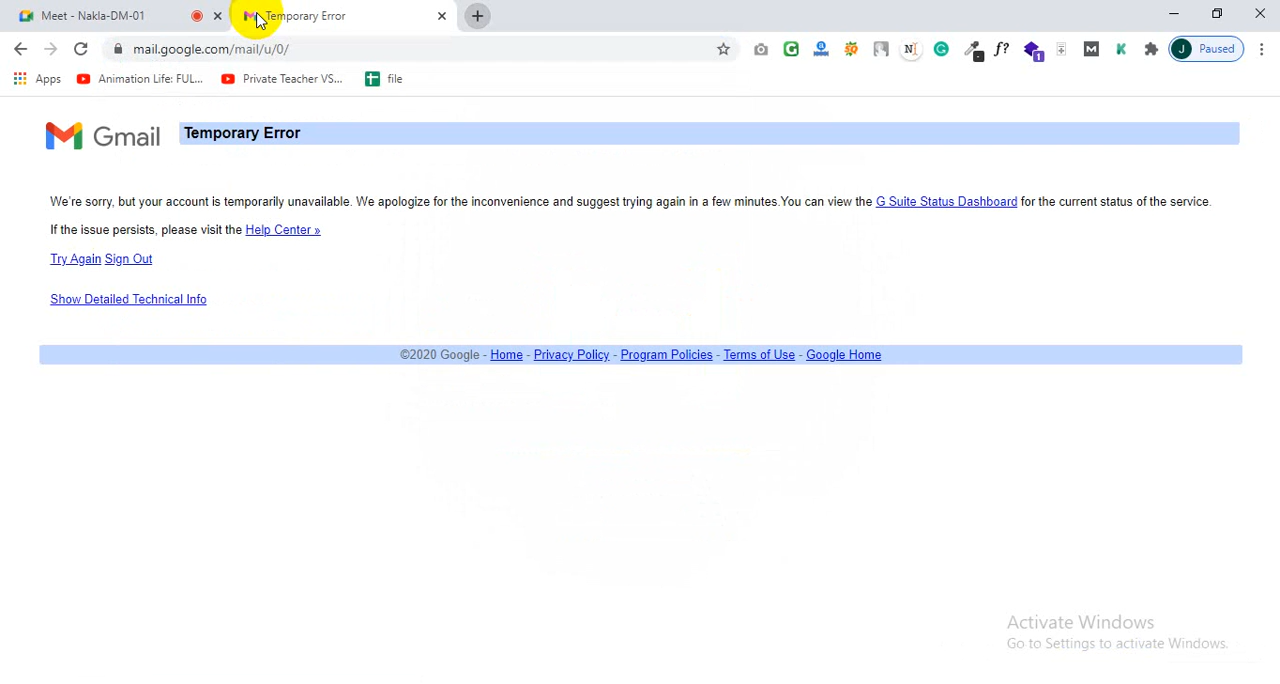 Meet - Nakla-DM-01
Temporary Error
mail.google.com/mail/u/0/
J Paused
Apps
Animation Life: FUL...
Private Teacher VS...
file
Gmail
Temporary Error
We're sorry, but your account is temporarily unavailable. We apologize for the inconvenience and suggest trying again in a few minutes.You can view the G Suite Status Dashboard for the current status of the service.
If the issue persists, please visit the Help Center »
Try Again Sign Out
Show Detailed Technical Info
©2020 Google - Home - Privacy Policy - Program Policies - Terms of Use - Google Home
Activate Windows
Go to Settings to activate Windows.